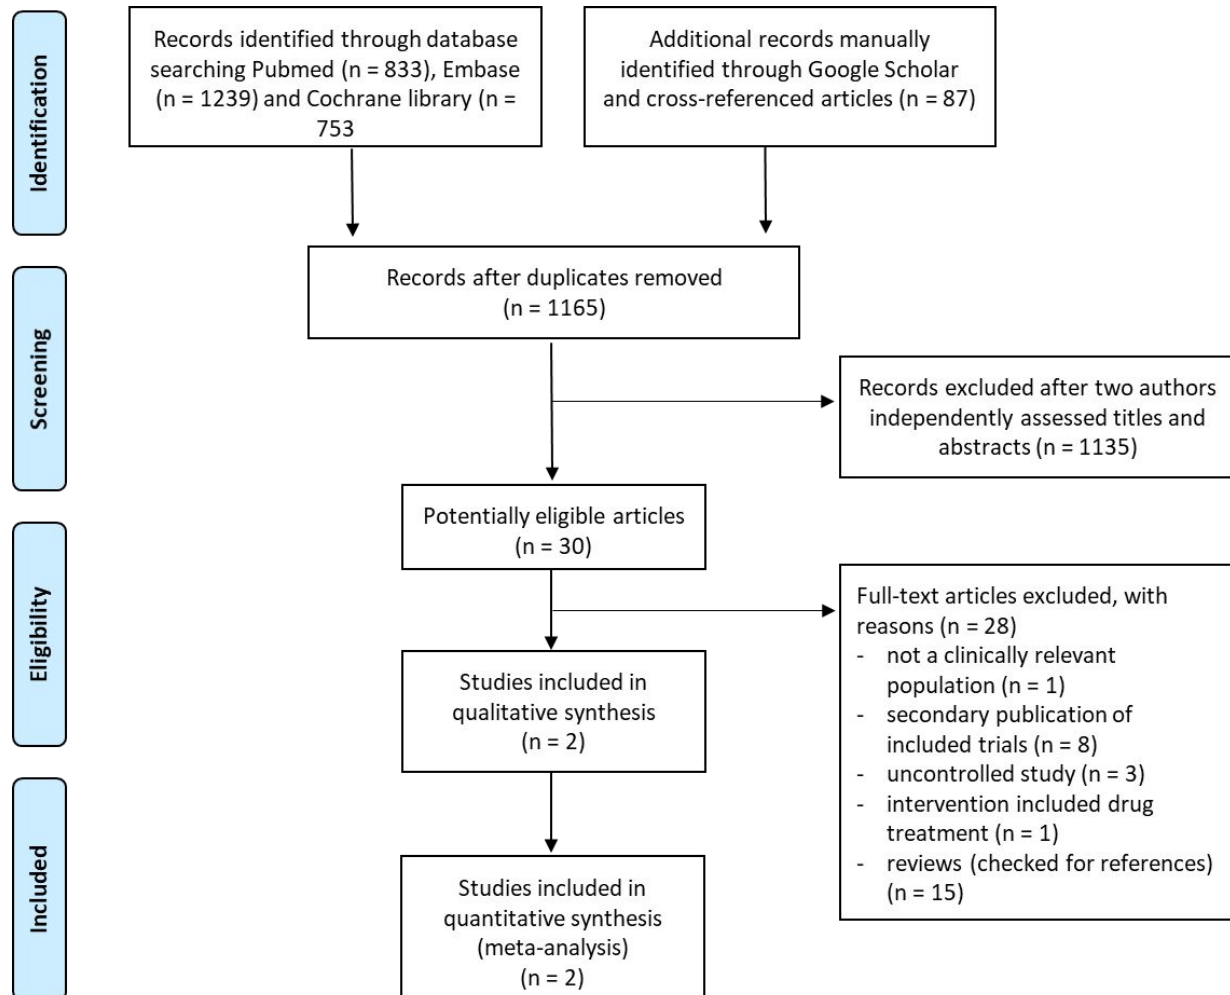 Identification
Records identified through database
searching Pubmed (n = 833), Embase
(n = 1239) and Cochrane library (n =
753
Additional records manually
identified through Google Scholar
and cross-referenced articles (n = 87)
Screening
Records after duplicates removed
(n = 1165)
Records excluded after two authors
independently assessed titles and
abstracts (n = 1135)
Eligibility
Potentially eligible articles
(n = 30)
Full-text articles excluded, with
reasons (n = 28)
- not a clinically relevant
population (n = 1)
- secondary publication of
included trials (n = 8)
- uncontrolled study (n = 3)
- intervention included drug
treatment (n = 1)
- reviews (checked for references)
(n = 15)
Studies included in
qualitative synthesis
(n = 2)
Included
Studies included in
quantitative synthesis
(meta-analysis)
(n = 2)